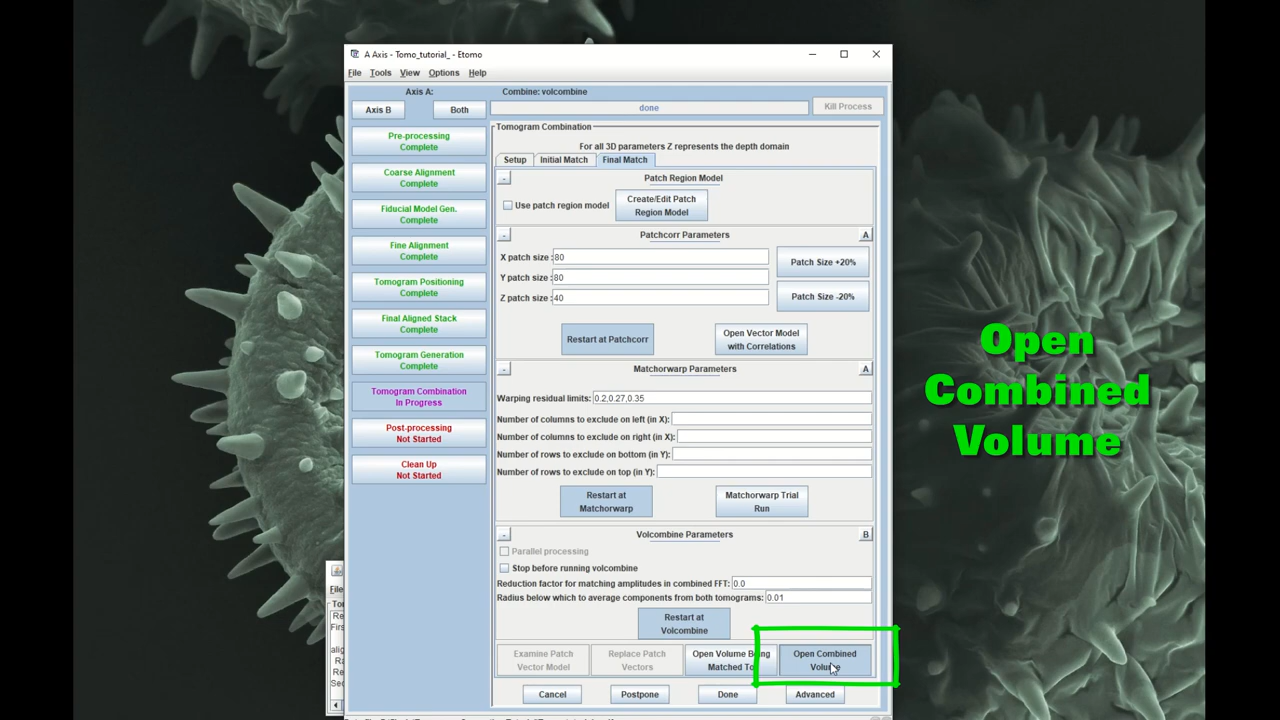 A Axis - Tomo_tutorial_ - Etomo
File Tools View Options Help
Axis A: Combine: volcombine
Axis B Both done Kill Process
Pre-processing
Complete
Coarse Alignment
Complete
Fiducial Model Gen.
Complete
Fine Alignment
Complete
Tomogram Positioning
Complete
Final Aligned Stack
Complete
Tomogram Generation
Complete
Tomogram Combination
In Progress
Post-processing
Not Started
Clean Up
Not Started
Tomogram Combination
For all 3D parameters Z represents the depth domain
Setup Initial Match Final Match
- Patch Region Model
Use patch region model
Create/Edit Patch
Region Model
- Patchcorr Parameters A
X patch size : 80
Y patch size : 80
Z patch size : 40
Patch Size +20%
Patch Size -20%
Restart at Patchcorr
Open Vector Model
with Correlations
- Matchorwarp Parameters A
Warping residual limits: 0.2,0.27,0.35
Number of columns to exclude on left (in X):
Number of columns to exclude on right (in X):
Number of rows to exclude on bottom (in Y):
Number of rows to exclude on top (in Y):
Restart at
Matchorwarp
Matchorwarp Trial
Run
- Volcombine Parameters B
Parallel processing
Stop before running volcombine
Reduction factor for matching amplitudes in combined FFT: 0.0
Radius below which to average components from both tomograms: 0.01
Restart at
Volcombine
Examine Patch
Vector Model
Replace Patch
Vectors
Open Volume Being
Matched To
Open Combined
Volume
Cancel Postpone Done Advanced
Open
Combined
Volume